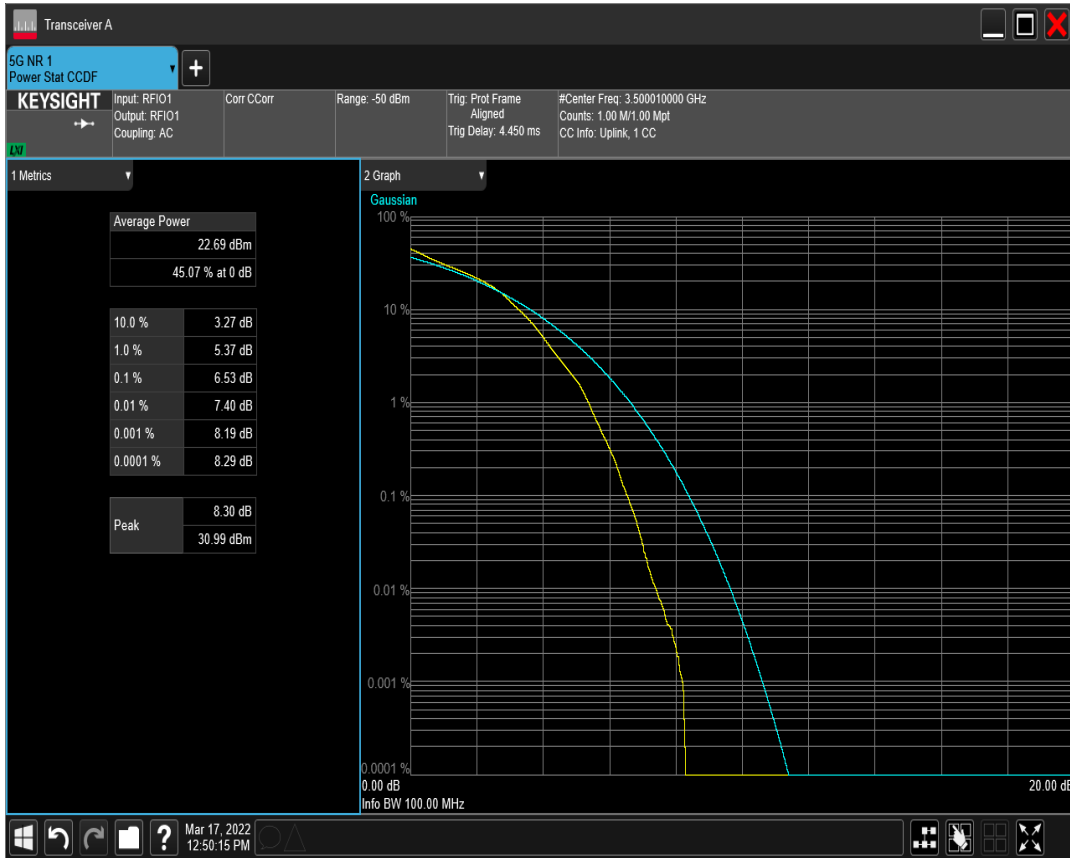 Transceiver A
5G NR 1
Power Stat CCDF
KEYSIGHT
LXI
Input: RFIO1
Output: RFIO1
Coupling: AC
Corr CCorr
Range: -50 dBm
Trig: Prot Frame
Aligned
Trig Delay: 4.450 ms
#Center Freq: 3.500010000 GHz
Counts: 1.00 M/1.00 Mpt
CC Info: Uplink, 1 CC
1 Metrics
Average Power
22.69 dBm
45.07 % at 0 dB
10.0 % 3.27 dB
1.0 % 5.37 dB
0.1 % 6.53 dB
0.01 % 7.40 dB
0.001 % 8.19 dB
0.0001 % 8.29 dB
Peak
8.30 dB
30.99 dBm
2 Graph
Gaussian
100 %
10 %
1 %
0.1 %
0.01 %
0.001 %
0.0001 %
0.00 dB 20.00 dB
Info BW 100.00 MHz
?
Mar 17, 2022
12:50:15 PM